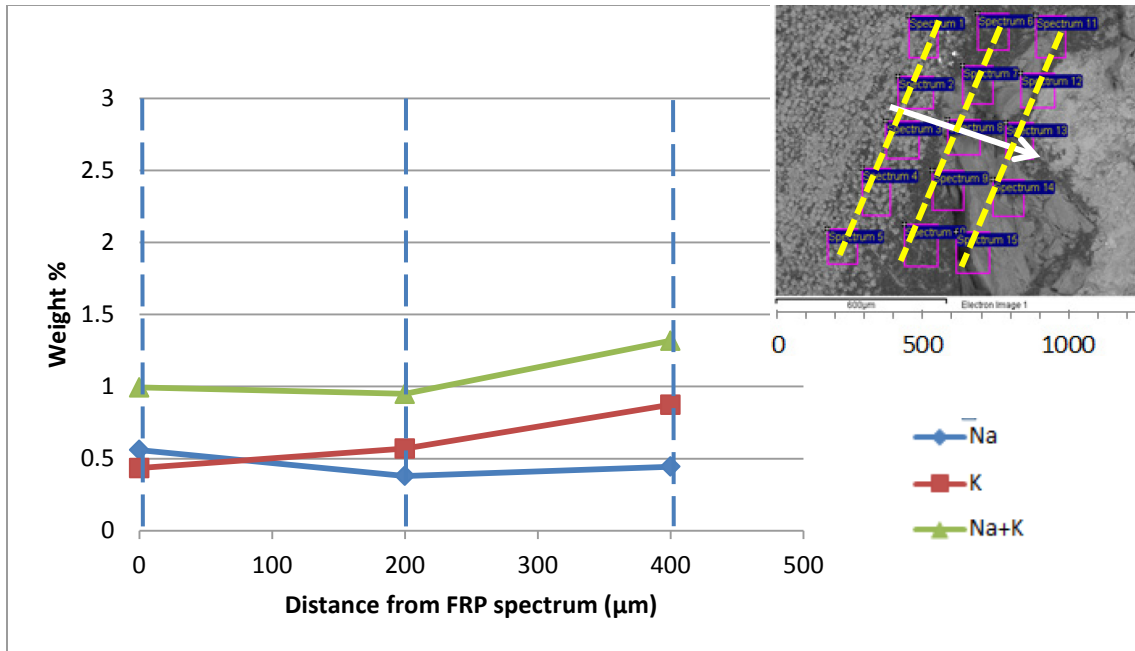 3
2.5
2
1.5
1
0.5
0
Weight %
0 100 200 300 400 500
Distance from FRP spectrum (µm)
Spectrum 1
Spectrum 6
Spectrum 11
Spectrum 2
Spectrum 7
Spectrum 12
Spectrum 3
Spectrum 8
Spectrum 13
Spectrum 4
Spectrum 9
Spectrum 14
Spectrum 5
Spectrum 15
600µm Electron Image 1
0 500 1000
Na
K
Na+K